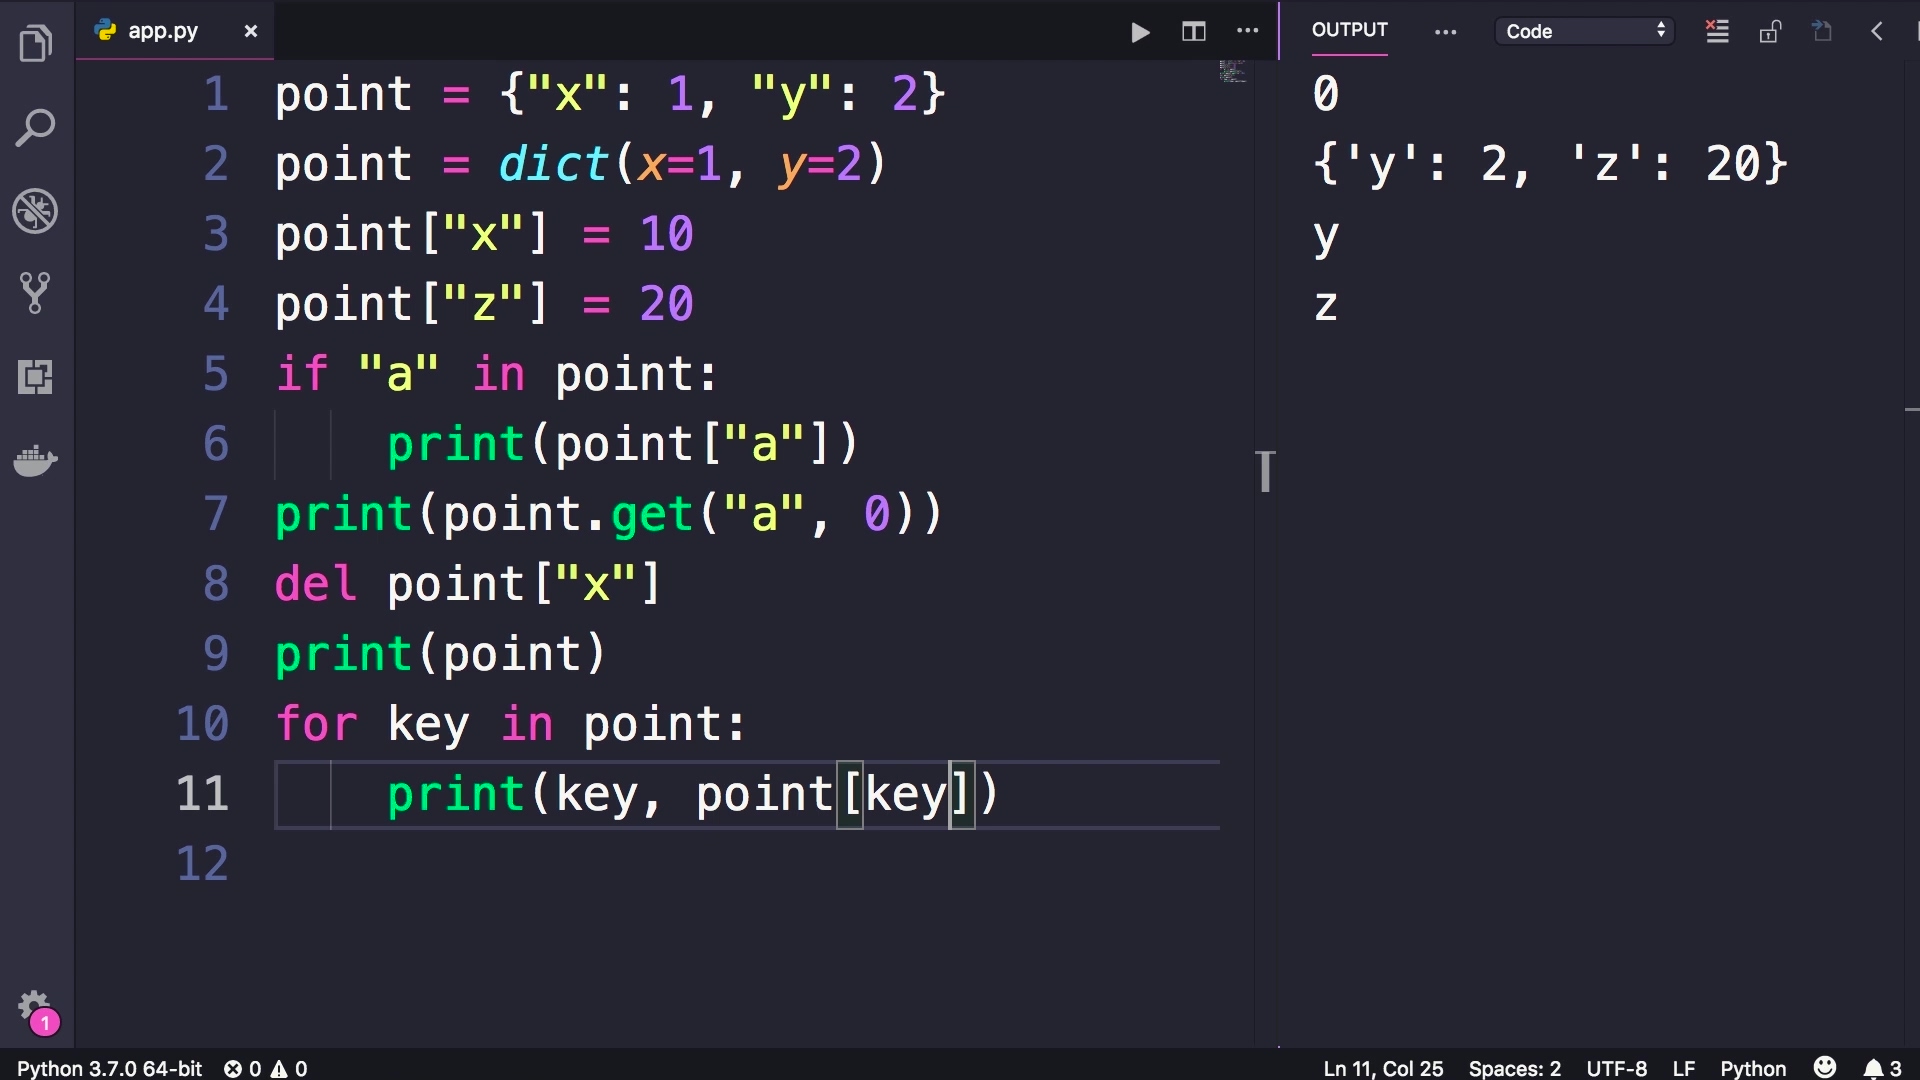 app.py
OUTPUT
Code
1 point = {"x": 1, "y": 2}
2 point = dict(x=1, y=2)
3 point["x"] = 10
4 point["z"] = 20
5 if "a" in point:
6 print(point["a"])
7 print(point.get("a", 0))
8 del point["x"]
9 print(point)
10 for key in point:
11 print(key, point[key])
12
0
{'y': 2, 'z': 20}
y
z
1
Python 3.7.0 64-bit 0 0 Ln 11, Col 25 Spaces: 2 UTF-8 LF Python 3